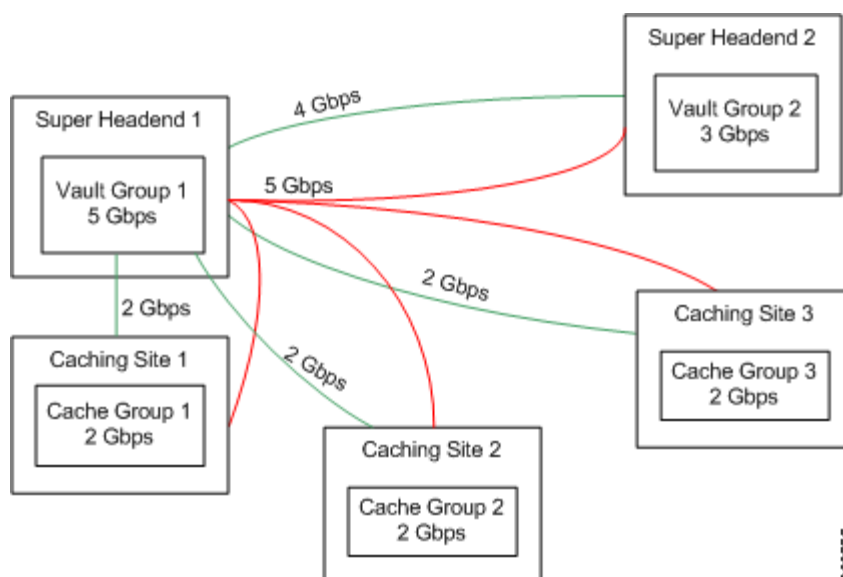 Super Headend 2
Vault Group 2
3 Gbps
4 Gbps
Super Headend 1
Vault Group 1
5 Gbps
5 Gbps
2 Gbps
2 Gbps
2 Gbps
Caching Site 1
Cache Group 1
2 Gbps
Caching Site 2
Cache Group 2
2 Gbps
Caching Site 3
Cache Group 3
2 Gbps